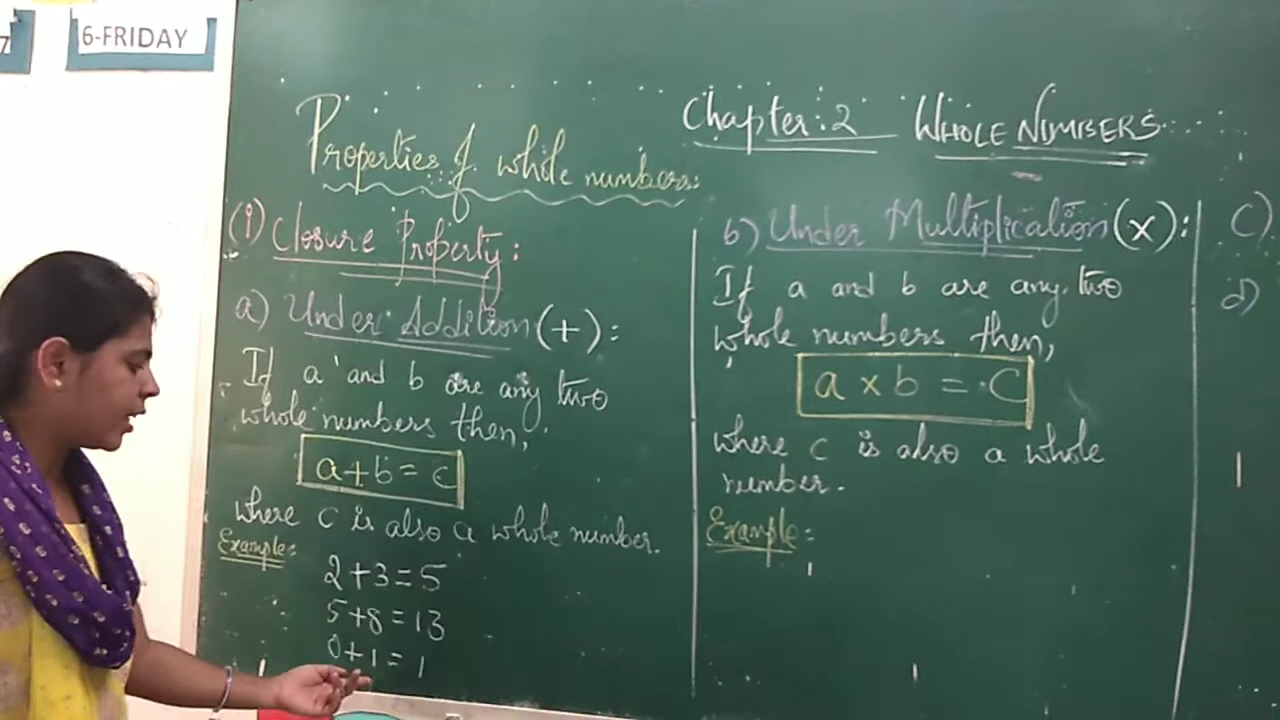 7
6-FRIDAY
Chapter:2 WHOLE NUMBERS
Properties of whole numbers:
(i) Closure Property:
a) Under Addition (+):
If a and b are any two
whole numbers then,
a+b = c
where c is also a whole number.
Example:
2+3=5
5+8=13
0+1=1
b) Under Multiplication (x):
If a and b are any two
whole numbers then,
a x b = C
where c is also a whole
number.
Example:
C)
d)